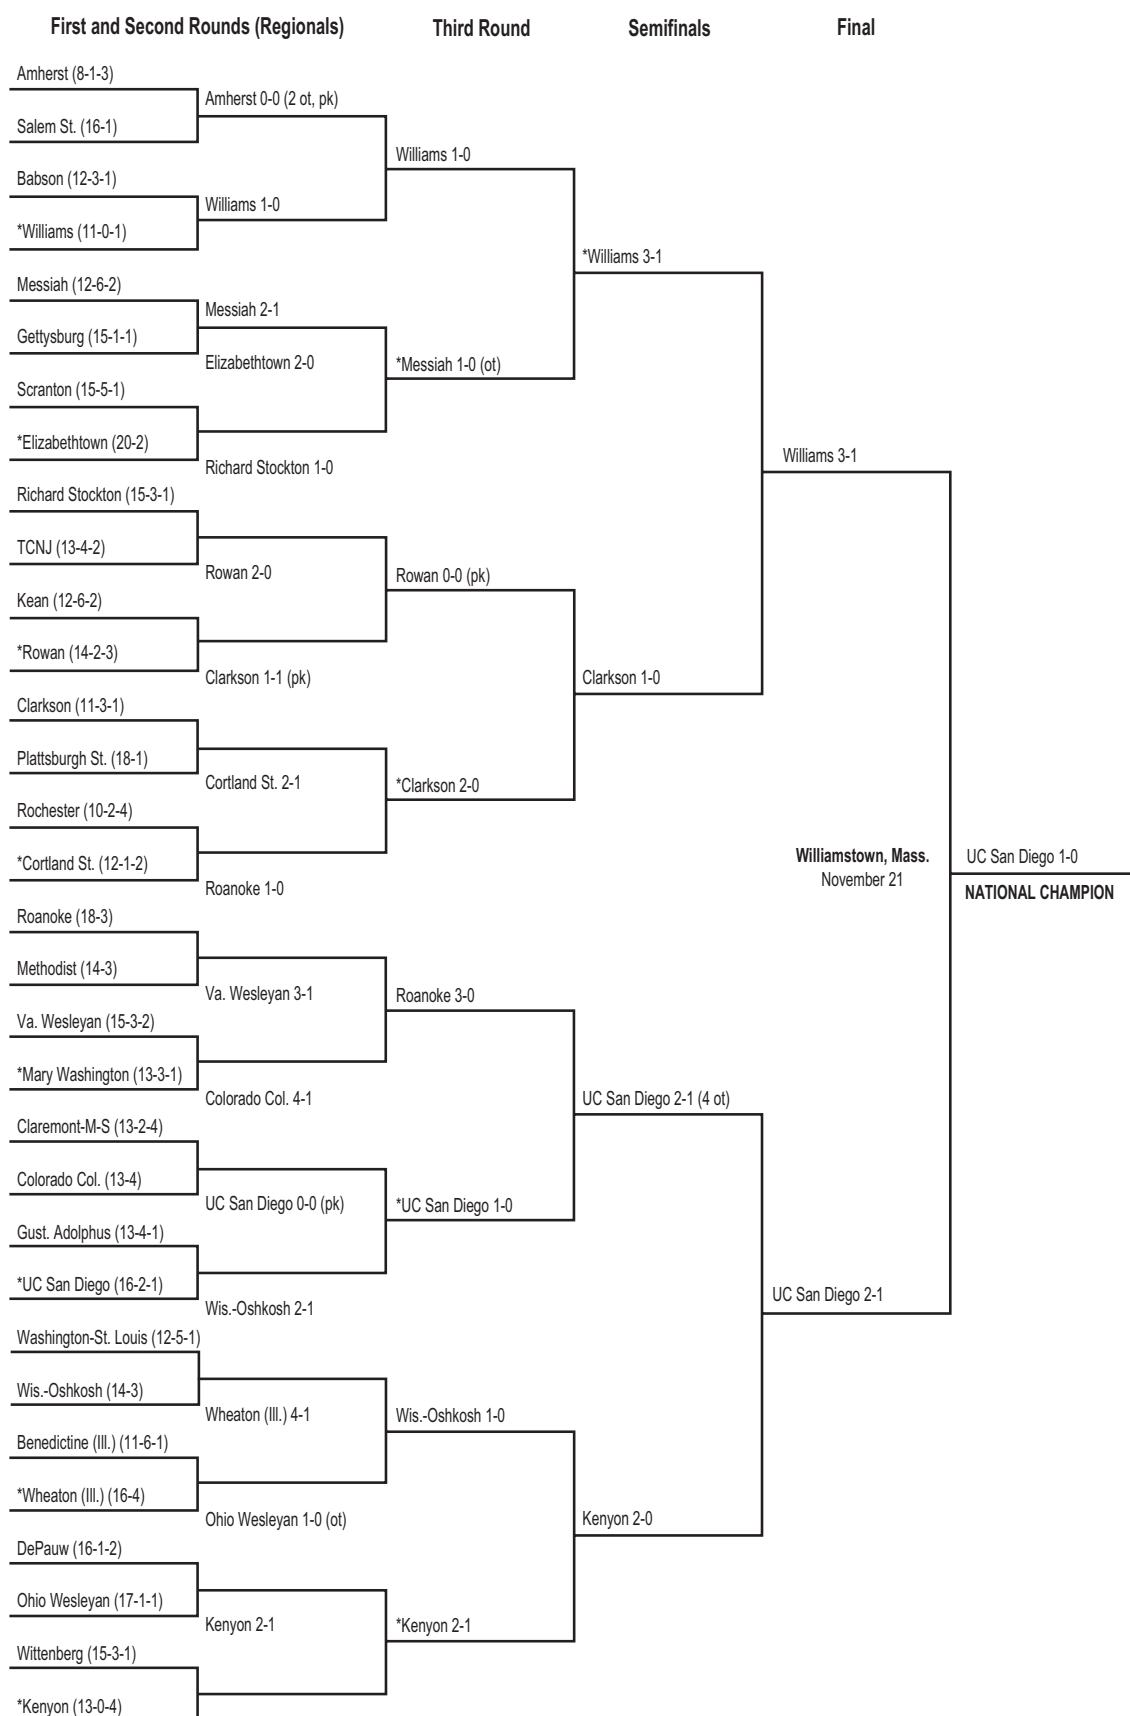 First and Second Rounds (Regionals)
Third Round
Semifinals
Final
Amherst (8-1-3)
Salem St. (16-1)
Babson (12-3-1)
*Williams (11-0-1)
Messiah (12-6-2)
Gettysburg (15-1-1)
Scranton (15-5-1)
*Elizabethtown (20-2)
Richard Stockton (15-3-1)
TCNJ (13-4-2)
Kean (12-6-2)
*Rowan (14-2-3)
Clarkson (11-3-1)
Plattsburgh St. (18-1)
Rochester (10-2-4)
*Cortland St. (12-1-2)
Roanoke (18-3)
Methodist (14-3)
Va. Wesleyan (15-3-2)
*Mary Washington (13-3-1)
Claremont-M-S (13-2-4)
Colorado Col. (13-4)
Gust. Adolphus (13-4-1)
*UC San Diego (16-2-1)
Washington-St. Louis (12-5-1)
Wis.-Oshkosh (14-3)
Benedictine (Ill.) (11-6-1)
*Wheaton (Ill.) (16-4)
DePauw (16-1-2)
Ohio Wesleyan (17-1-1)
Wittenberg (15-3-1)
*Kenyon (13-0-4)
Amherst 0-0 (2 ot, pk)
Williams 1-0
Messiah 2-1
Elizabethtown 2-0
Richard Stockton 1-0
Rowan 2-0
Clarkson 1-1 (pk)
Cortland St. 2-1
Roanoke 1-0
Va. Wesleyan 3-1
Colorado Col. 4-1
UC San Diego 0-0 (pk)
Wis.-Oshkosh 2-1
Wheaton (Ill.) 4-1
Ohio Wesleyan 1-0 (ot)
Kenyon 2-1
Williams 1-0
*Messiah 1-0 (ot)
Rowan 0-0 (pk)
*Clarkson 2-0
Roanoke 3-0
*UC San Diego 1-0
Wis.-Oshkosh 1-0
*Kenyon 2-1
*Williams 3-1
Clarkson 1-0
UC San Diego 2-1 (4 ot)
Kenyon 2-0
Williams 3-1
UC San Diego 2-1
Williamstown, Mass.
November 21
UC San Diego 1-0
NATIONAL CHAMPION